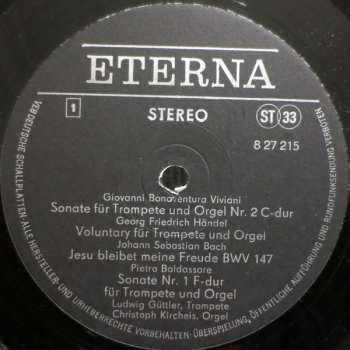 ETERNA
1
STEREO
ST 33
8 27 215
Giovanni Bonaventura Viviani
Sonate für Trompete und Orgel Nr. 2 C-dur
Georg Friedrich Händel
Voluntary für Trompete und Orgel
Johann Sebastian Bach
Jesu bleibet meine Freude BWV 147
Pietro Baldassare
Sonate Nr. 1 F-dur
für Trompete und Orgel
Ludwig Güttler, Trompete
Christoph Kircheis, Orgel
VEB DEUTSCHE SCHALLPLATTEN ALLE HERSTELLER- UND URHEBERRECHTE VORBEHALTEN · ÜBERSPIELUNG, ÖFFENTLICHE AUFFÜHRUNG UND RUNDFUNKSENDUNG VERBOTEN